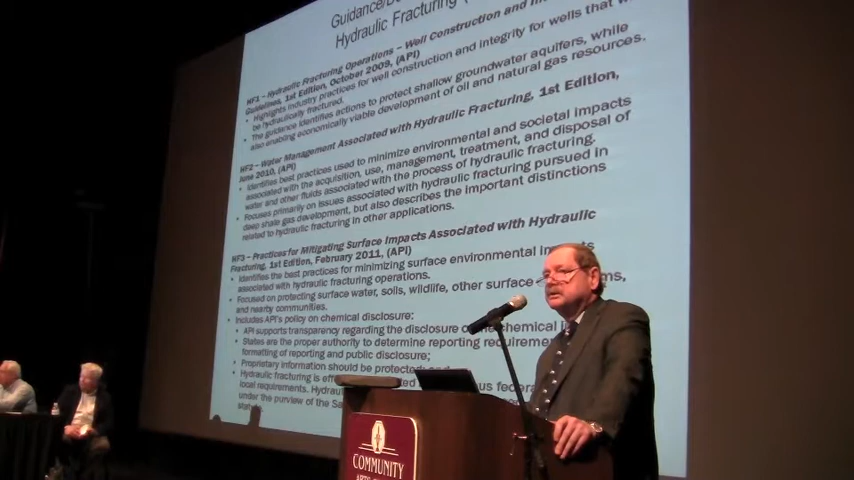 Guidance/
Hydraulic Fracturing (
HF1 – Hydraulic Fracturing Operations – Well Construction and
Guidelines, 1st Edition, October 2009, (API)
• Highlights industry practices for well construction and integrity for wells that
be hydraulically fractured.
• The guidance identifies actions to protect shallow groundwater aquifers, while
also enabling economically viable development of oil and natural gas resources.
HF2 – Water Management Associated with Hydraulic Fracturing, 1st Edition,
June 2010, (API)
• Identifies best practices used to minimize environmental and societal impacts
associated with the acquisition, use, management, treatment, and disposal of
water and other fluids associated with the process of hydraulic fracturing.
• Focuses primarily on issues associated with hydraulic fracturing pursued in
deep shale gas development, but also describes the important distinctions
related to hydraulic fracturing in other applications.
HF3 – Practices for Mitigating Surface Impacts Associated with Hydraulic
Fracturing, 1st Edition, February 2011, (API)
• Identifies the best practices for minimizing surface environmental
associated with hydraulic fracturing operations.
• Focused on protecting surface water, soils, wildlife, other surface
and nearby communities.
• Includes API's policy on chemical disclosure:
• API supports transparency regarding the disclosure of chemical
• States are the proper authority to determine reporting requirements
formatting of reporting and public disclosure;
• Proprietary information should be protected;
• Hydraulic fracturing is
local requirements.
under the purview of the
COMMUNITY